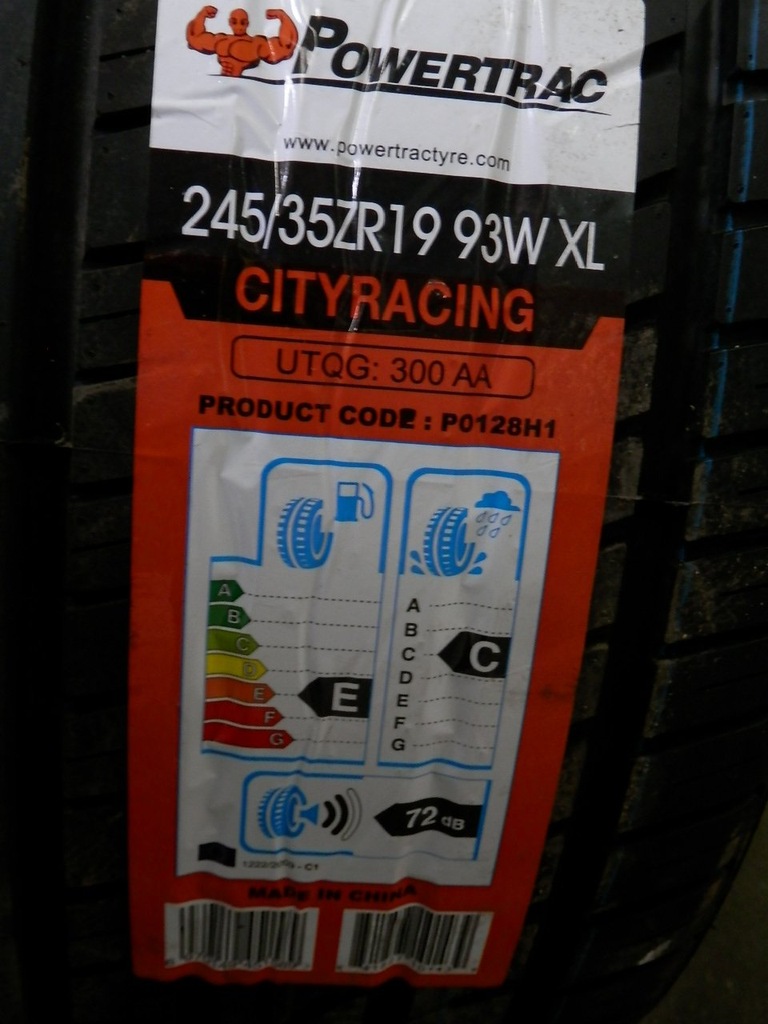 POWERTRAC
www.powertractyre.com
245/35ZR19 93W XL
CITYRACING
UTQG: 300 AA
PRODUCT CODE : P0128H1
A
B
C
D
E
F
G
E
A
B
C
D
E
F
G
C
72 dB
MADE IN CHINA